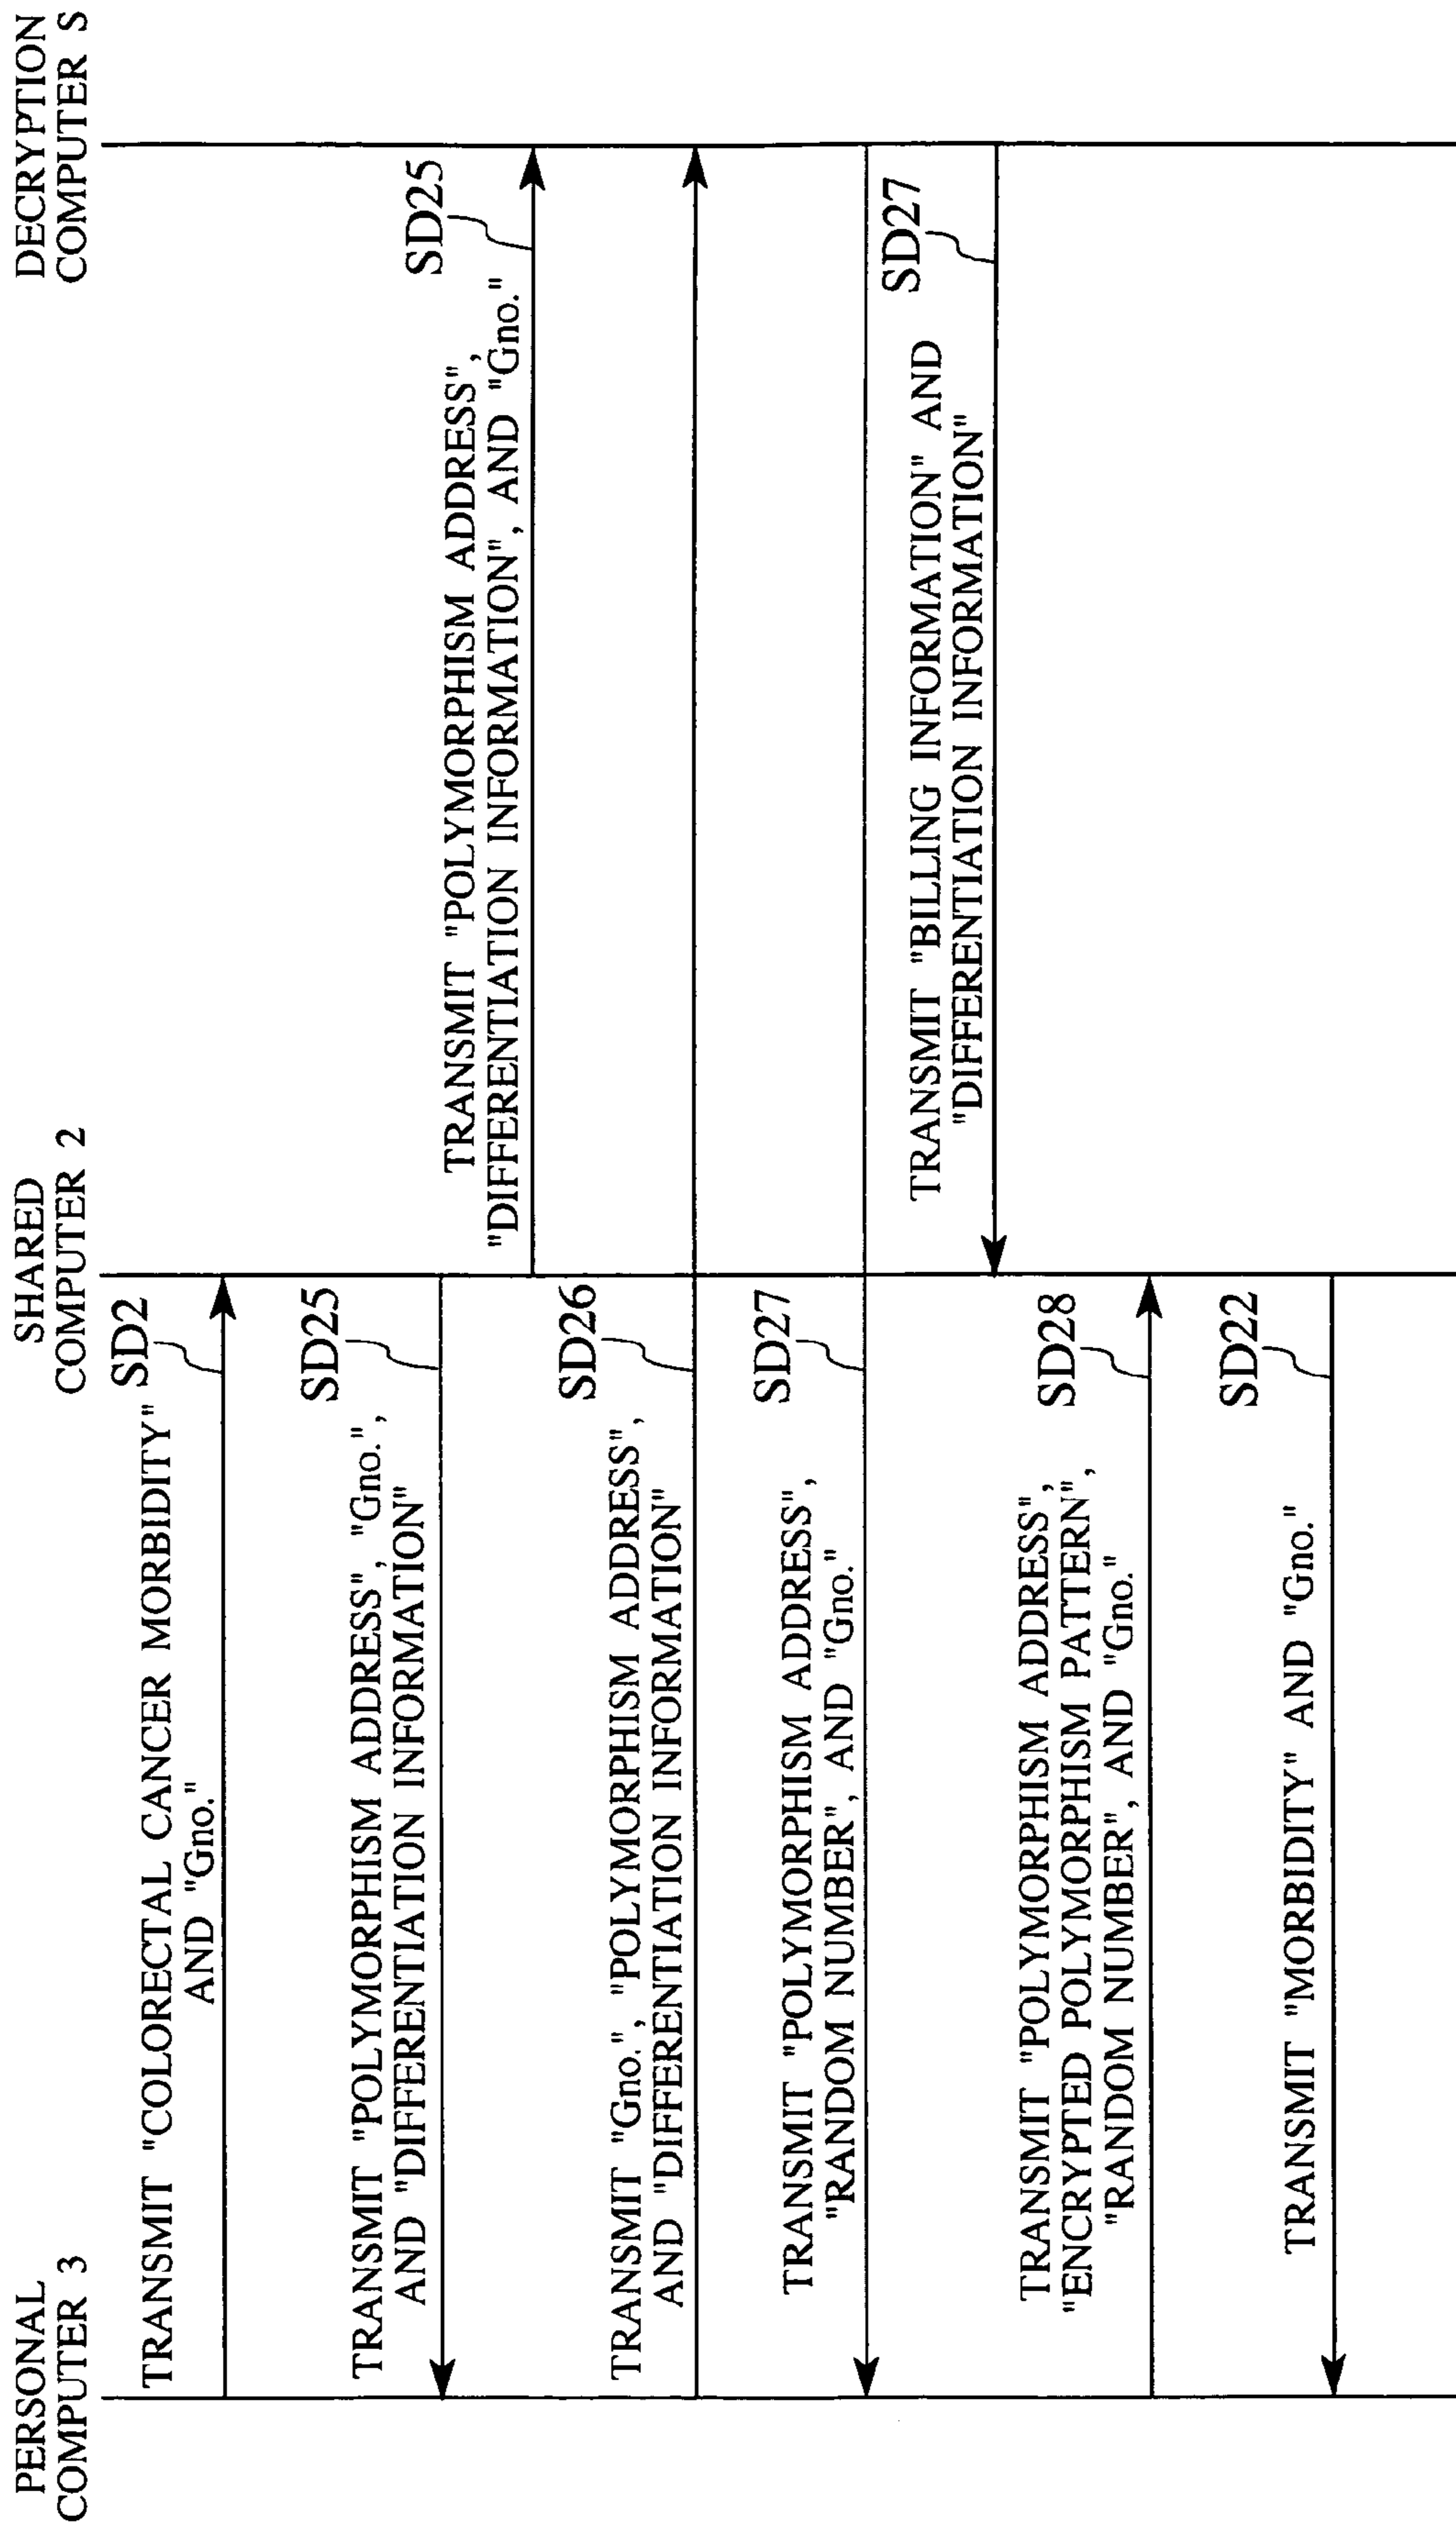 PERSONAL
COMPUTER 3
SHARED
COMPUTER 2
DECRYPTION
COMPUTER S
TRANSMIT "COLORECTAL CANCER MORBIDITY"
AND "Gno."
SD2
TRANSMIT "POLYMORPHISM ADDRESS", "Gno.",
AND "DIFFERENTIATION INFORMATION"
SD25
TRANSMIT "POLYMORPHISM ADDRESS",
"DIFFERENTIATION INFORMATION", AND "Gno."
SD25
TRANSMIT "Gno.", "POLYMORPHISM ADDRESS",
AND "DIFFERENTIATION INFORMATION"
SD26
TRANSMIT "POLYMORPHISM ADDRESS",
"RANDOM NUMBER", AND "Gno."
SD27
TRANSMIT "BILLING INFORMATION" AND
"DIFFERENTIATION INFORMATION"
SD27
TRANSMIT "POLYMORPHISM ADDRESS",
"ENCRYPTED POLYMORPHISM PATTERN",
"RANDOM NUMBER", AND "Gno."
SD28
TRANSMIT "MORBIDITY" AND "Gno."
SD22